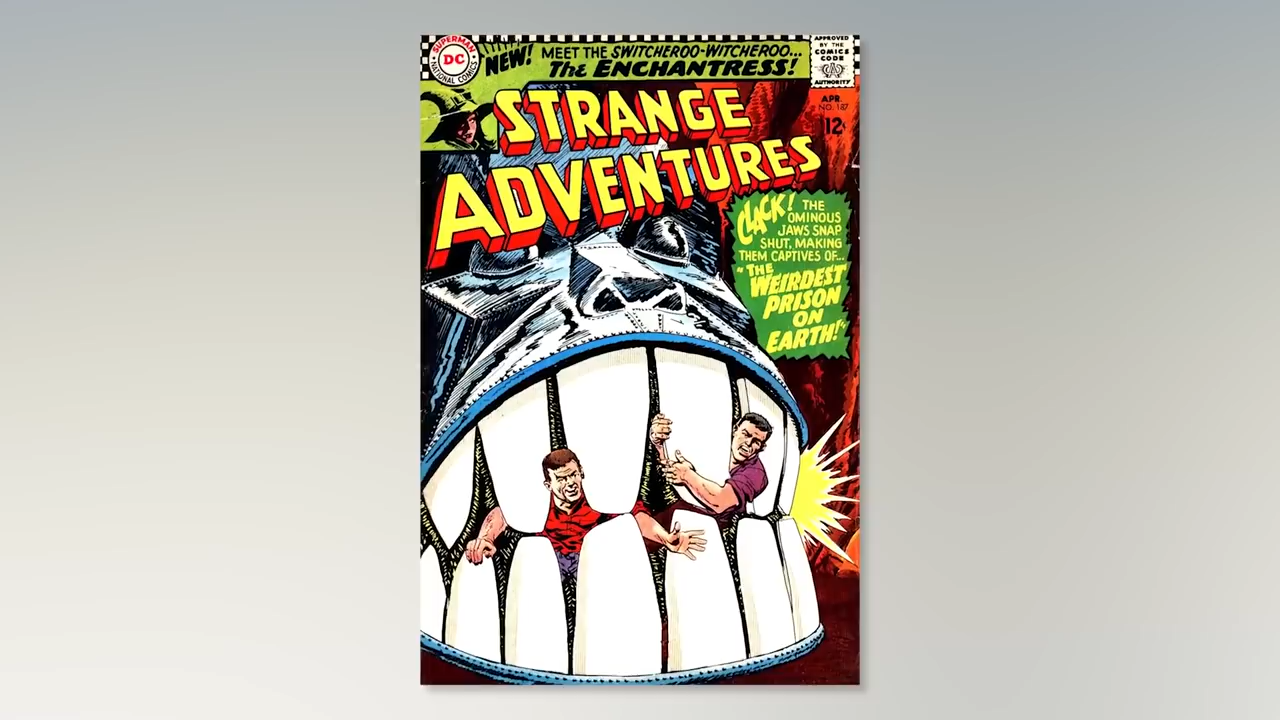 SUPERMAN
DC
NATIONAL COMICS
NEW! MEET THE SWITCHEROO-WITCHEROO...
THE ENCHANTRESS!
APPROVED
BY THE
COMICS
CODE
CA
AUTHORITY
APR.
NO. 187
12¢
STRANGE
ADVENTURES
CLACK! THE
OMINOUS
JAWS SNAP
SHUT, MAKING
THEM CAPTIVES OF...
"THE
WEIRDEST
PRISON
ON
EARTH!"